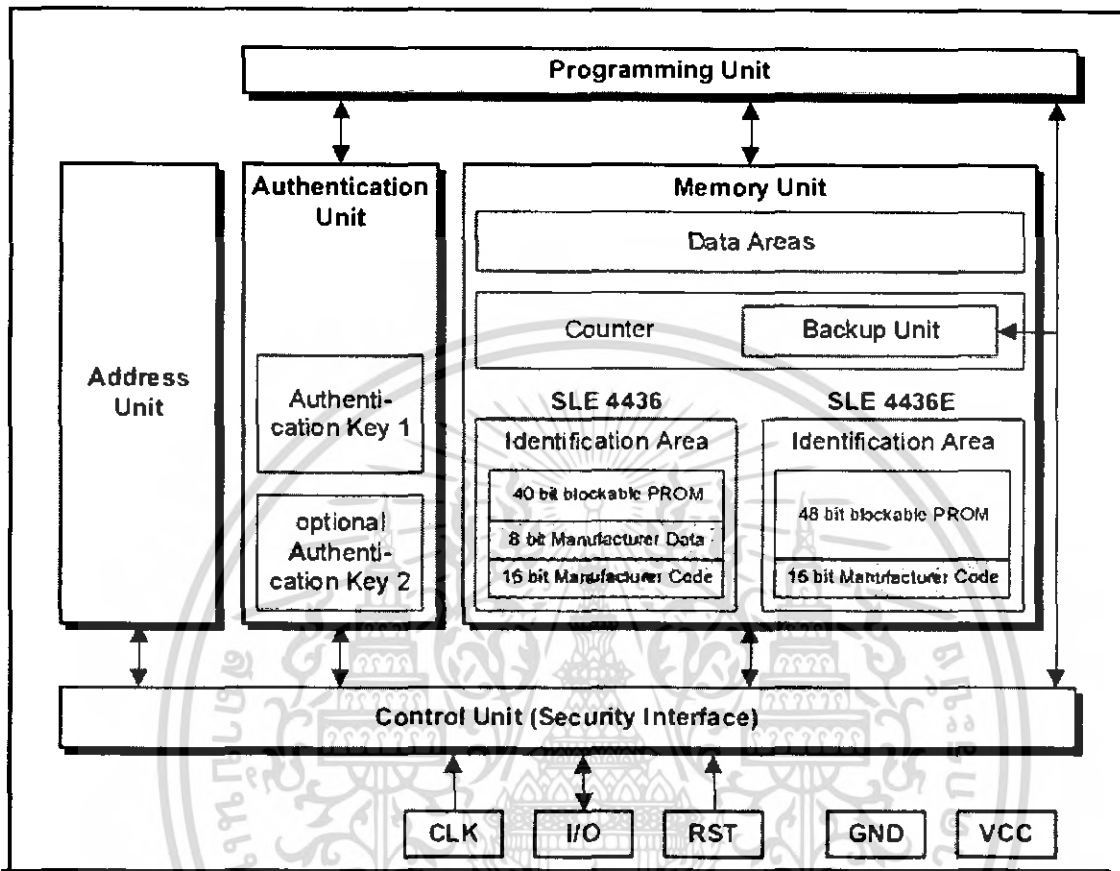 Programming Unit
Address
Unit
Authentication
Unit
Authenti-
cation Key 1
optional
Authenti-
cation Key 2
Memory Unit
Data Areas
Counter
Backup Unit
SLE 4436
Identification Area
40 bit blockable PROM
8 bit Manufacturer Data
16 bit Manufacturer Code
SLE 4436E
Identification Area
48 bit blockable PROM
16 bit Manufacturer Code
Control Unit (Security Interface)
CLK
I/O
RST
GND
VCC